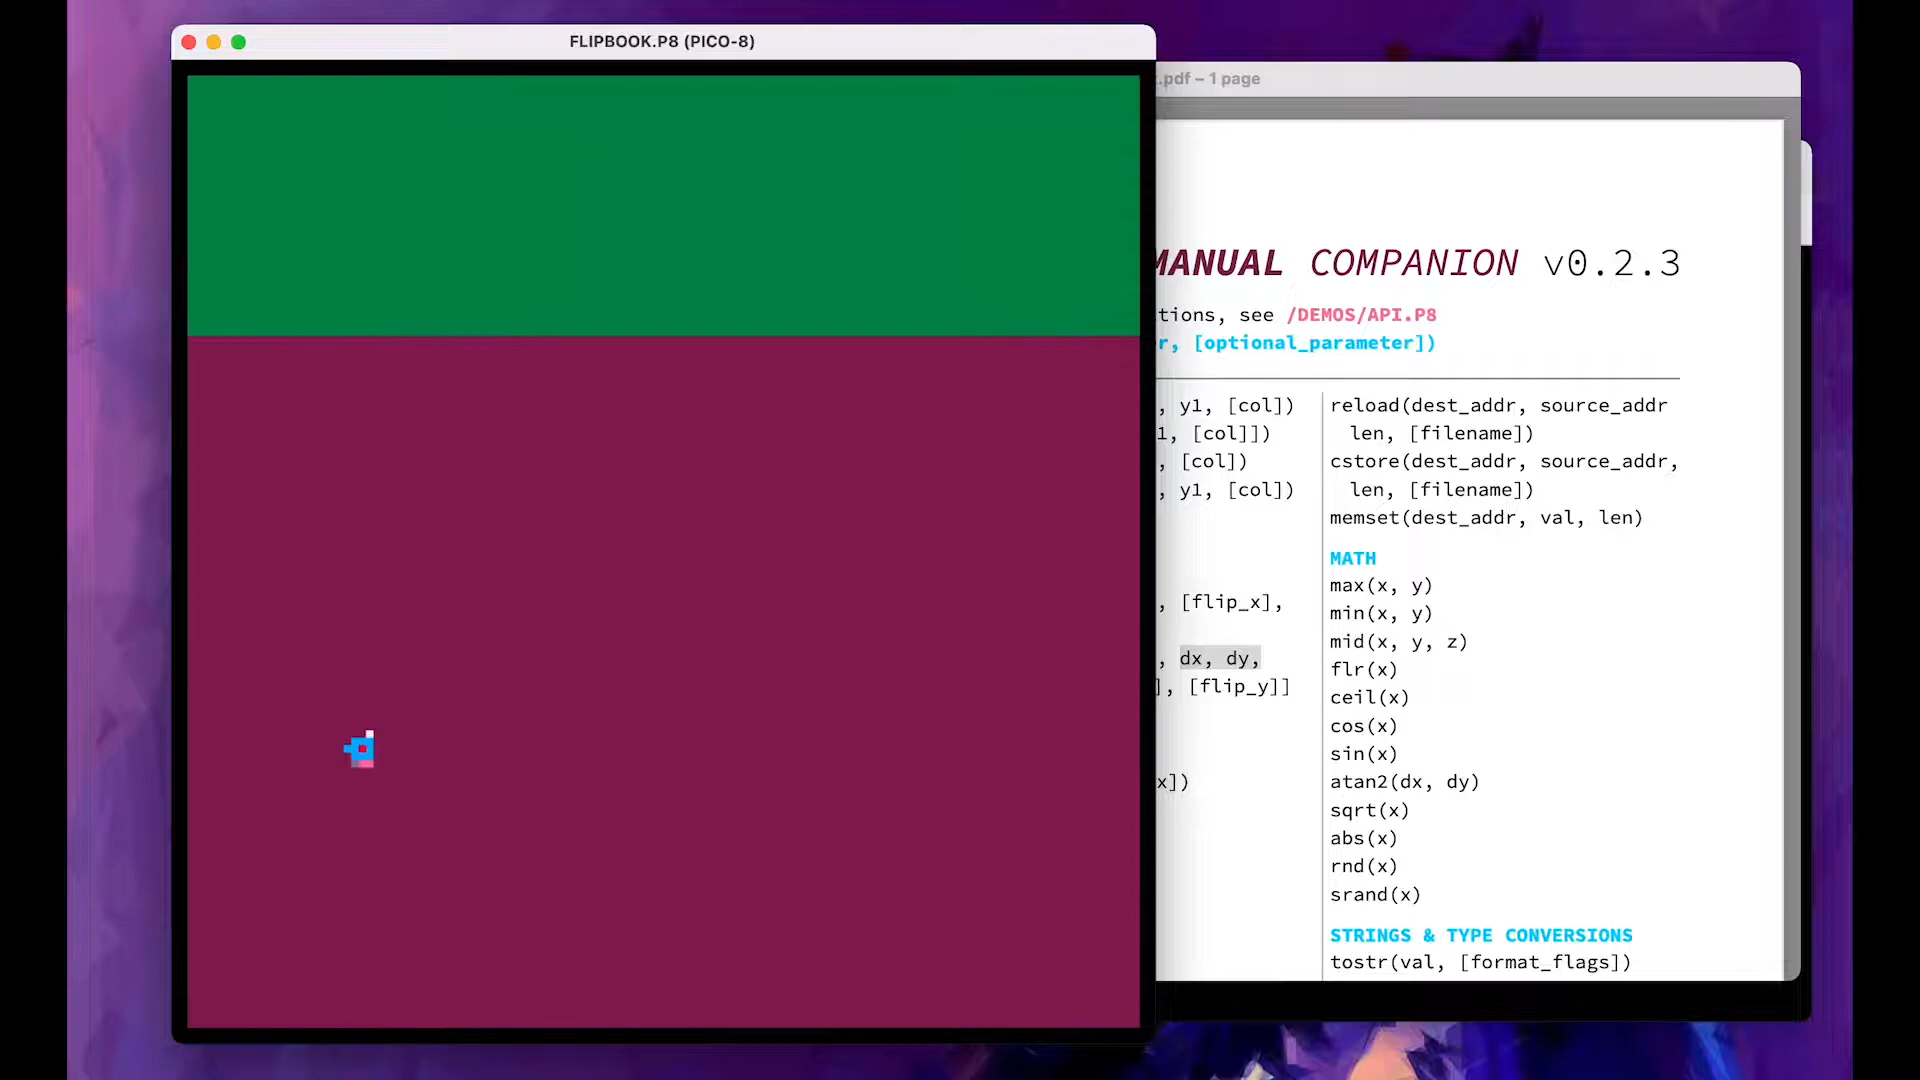 FLIPBOOK.P8 (PICO-8)
.pdf – 1 page
MANUAL COMPANION v0.2.3
tions, see /DEMOS/API.P8
r, [optional_parameter])
, y1, [col])
1, [col]])
, [col])
, y1, [col])
, [flip_x],
, dx, dy,
], [flip_y]]
x])
reload(dest_addr, source_addr
len, [filename])
cstore(dest_addr, source_addr,
len, [filename])
memset(dest_addr, val, len)
MATH
max(x, y)
min(x, y)
mid(x, y, z)
flr(x)
ceil(x)
cos(x)
sin(x)
atan2(dx, dy)
sqrt(x)
abs(x)
rnd(x)
srand(x)
STRINGS & TYPE CONVERSIONS
tostr(val, [format_flags])